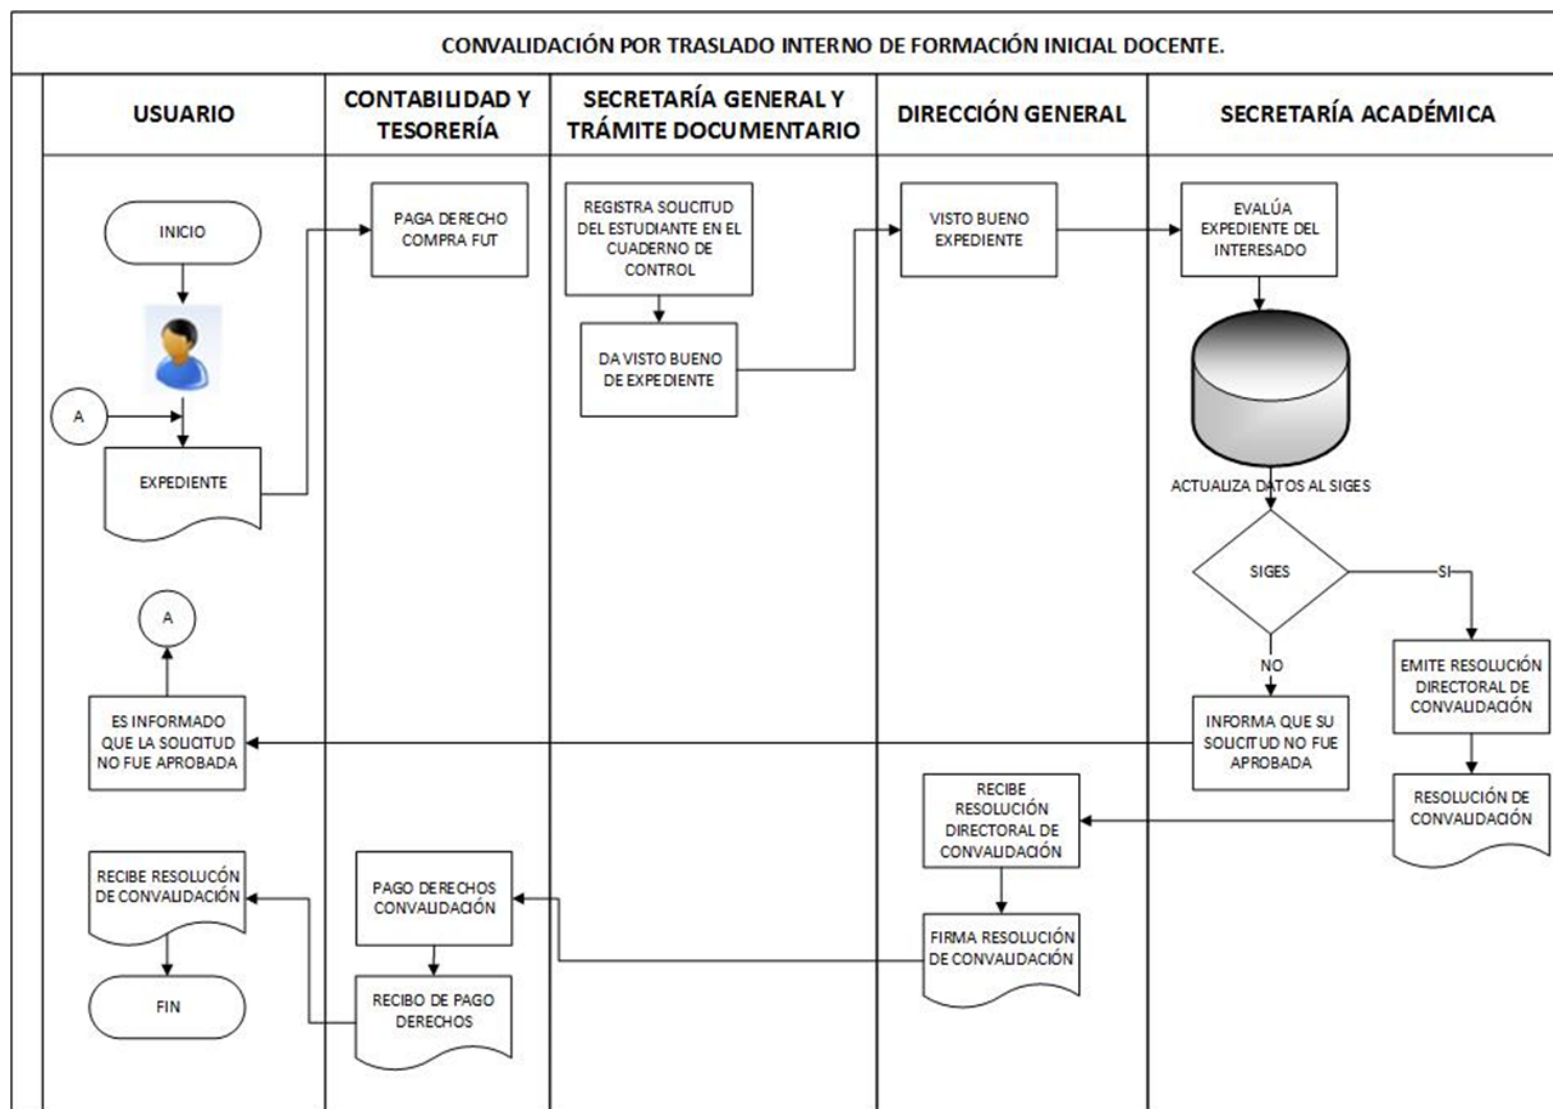 CONVALIDACIÓN POR TRASLADO INTERNO DE FORMACIÓN INICIAL DOCENTE.
USUARIO
CONTABILIDAD Y
TESORERÍA
SECRETARÍA GENERAL Y
TRÁMITE DOCUMENTARIO
DIRECCIÓN GENERAL
SECRETARÍA ACADÉMICA
INICIO
A
EXPEDIENTE
PAGA DERECHO
COMPRA FUT
REGISTRA SOLICITUD
DEL ESTUDIANTE EN EL
CUADERNO DE
CONTROL
DA VISTO BUENO
DE EXPEDIENTE
VISTO BUENO
EXPEDIENTE
EVALÚA
EXPEDIENTE DEL
INTERESADO
ACTUALIZA DATOS AL SIGES
SIGES
SI
NO
EMITE RESOLUCIÓN
DIRECTORAL DE
CONVALIDACIÓN
INFORMA QUE SU
SOLICITUD NO FUE
APROBADA
A
ES INFORMADO
QUE LA SOLICITUD
NO FUE APROBADA
RESOLUCIÓN DE
CONVALIDACIÓN
RECIBE
RESOLUCIÓN
DIRECTORAL DE
CONVALIDACIÓN
FIRMA RESOLUCIÓN
DE CONVALIDACIÓN
PAGO DERECHOS
CONVALIDACIÓN
RECIBO DE PAGO
DERECHOS
RECIBE RESOLUCÓN
DE CONVALIDACIÓN
FIN